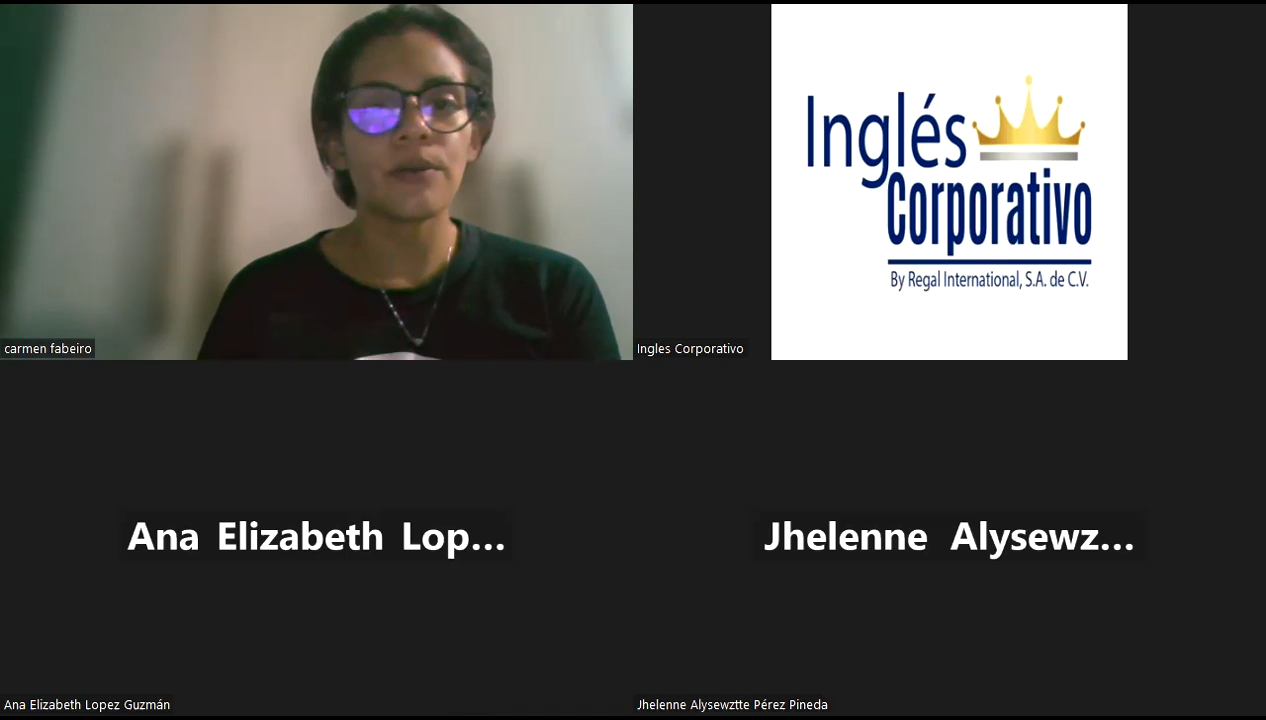 Inglés
Corporativo
By Regal International, S.A. de C.V.
carmen fabeiro
Ingles Corporativo
Ana Elizabeth Lop...
Jhelenne Alysewz...
Ana Elizabeth Lopez Guzmán
Jhelenne Alysewztte Pérez Pineda